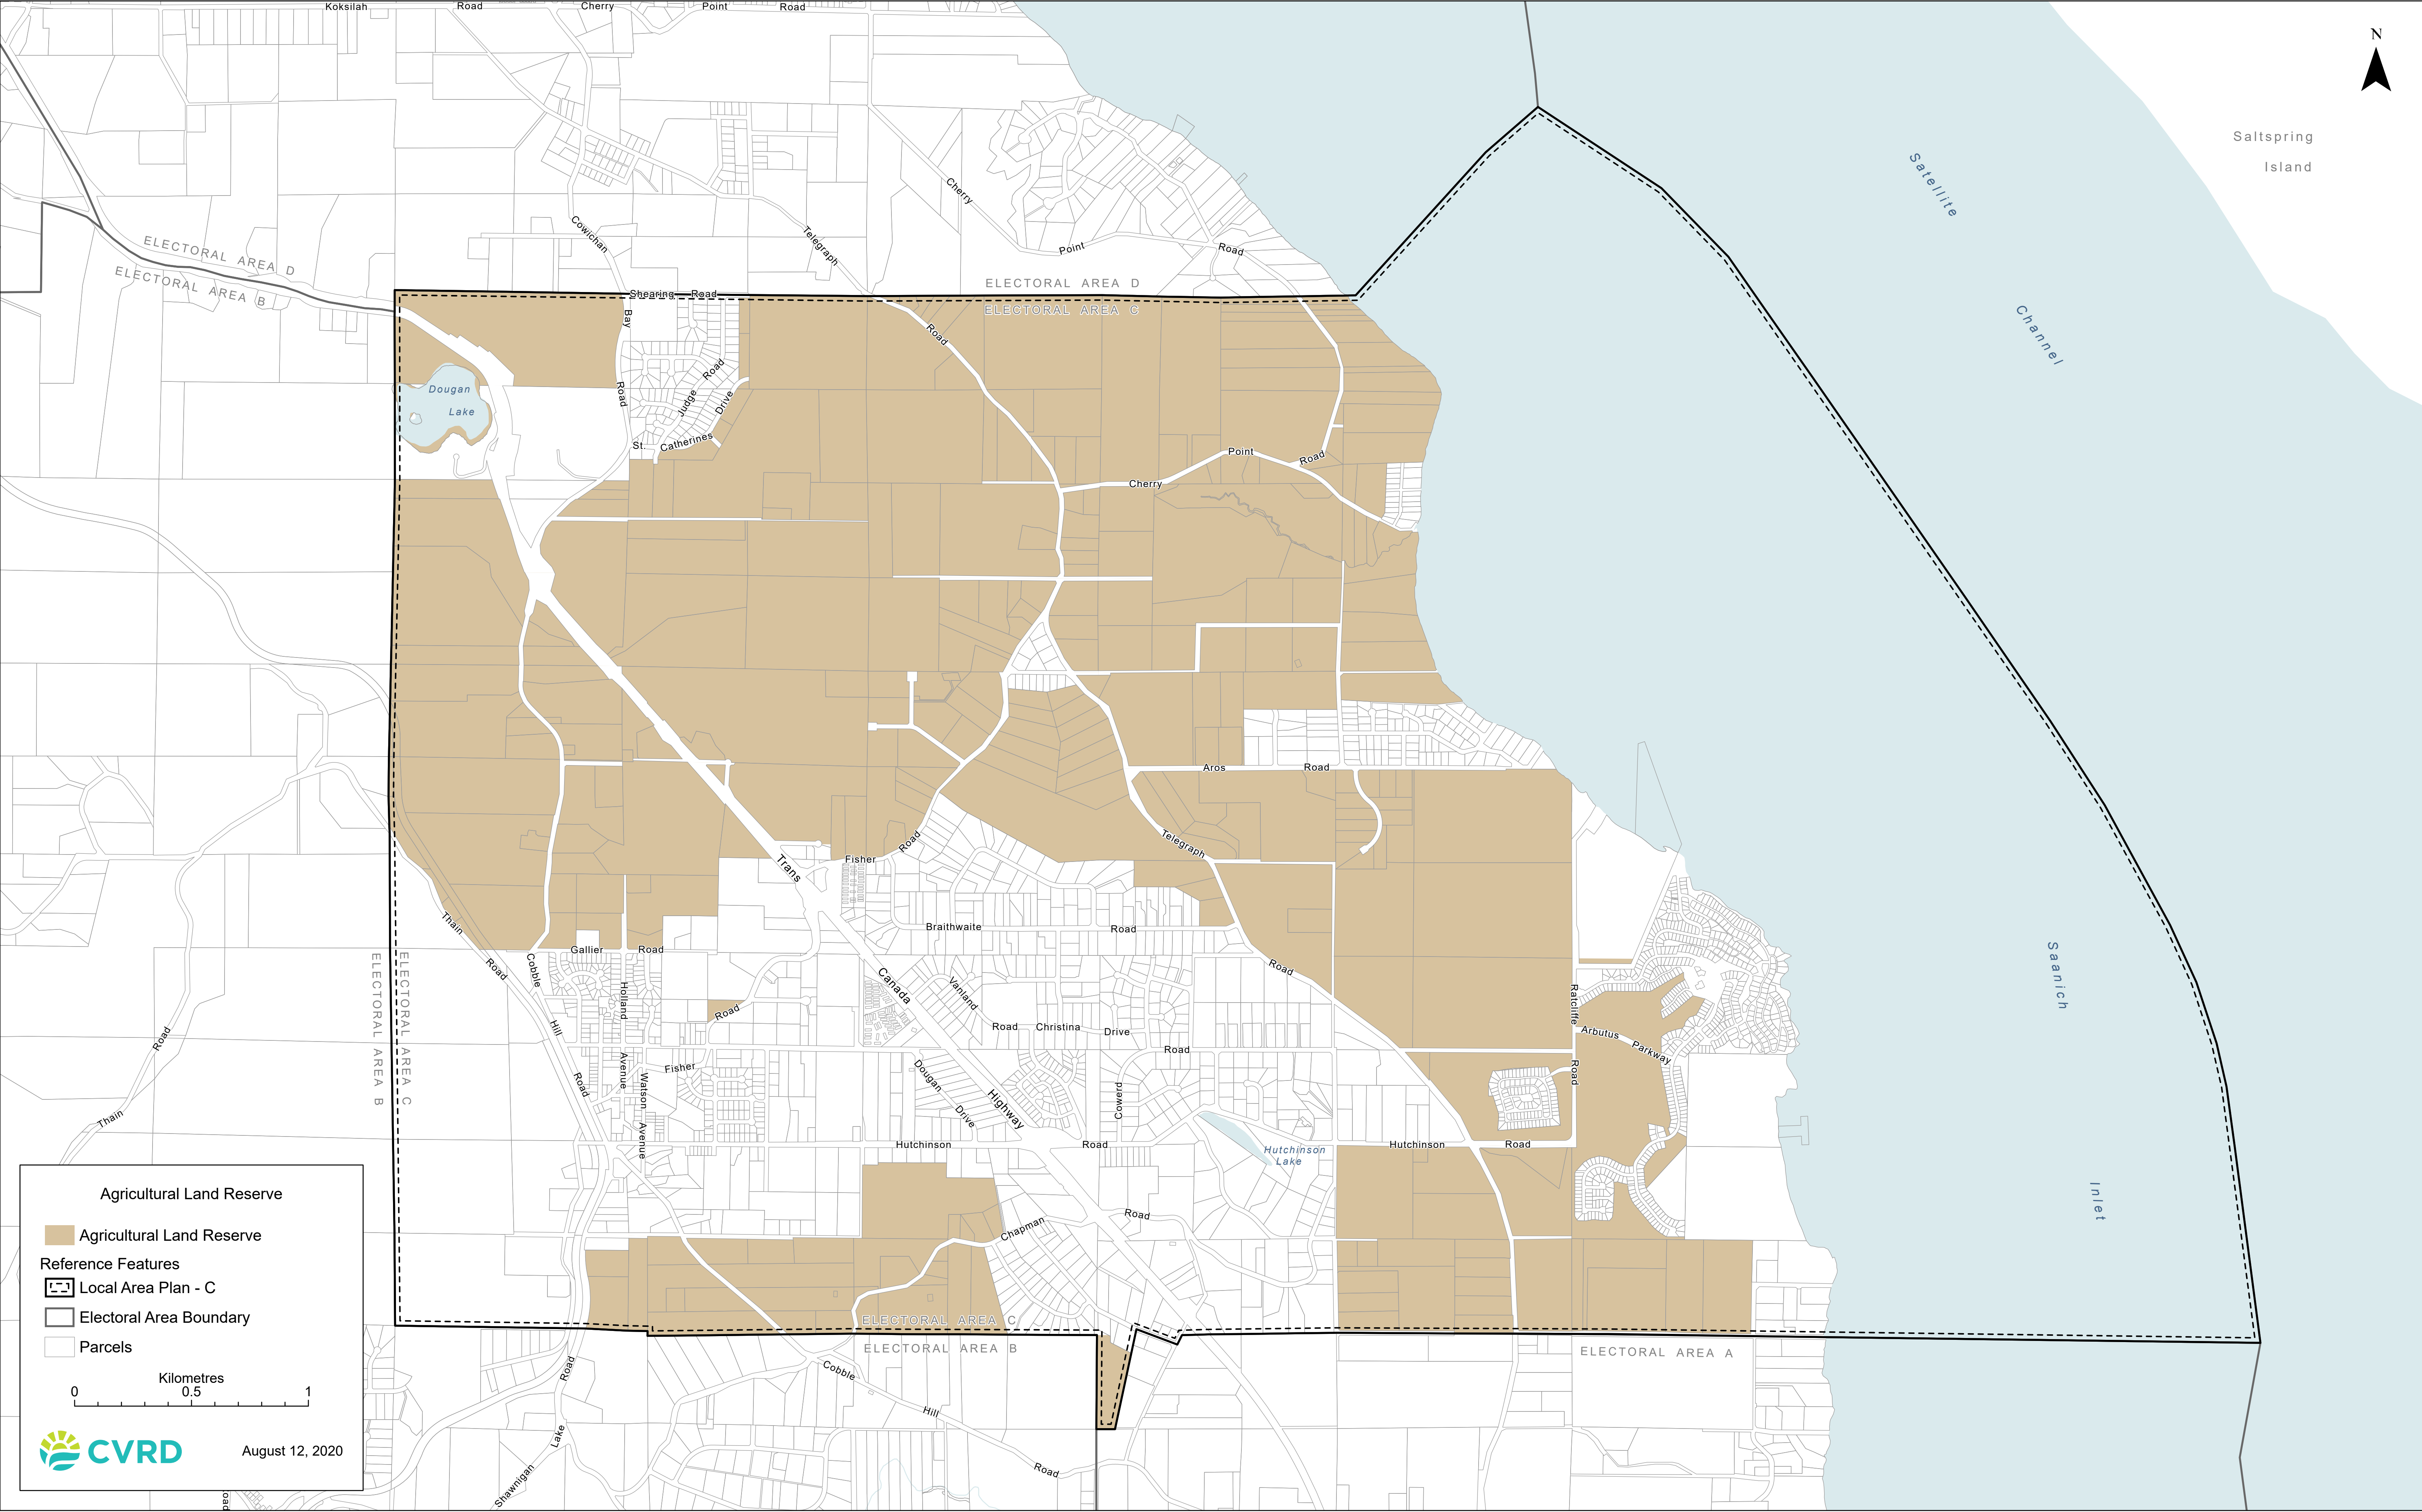 Koksilah Road Cherry Point Road
N
Saltspring
Island
Satellite
Channel
Cherry
Point
Road
Cowichan
Telegraph
ELECTORAL AREA D
ELECTORAL AREA B
ELECTORAL AREA D
ELECTORAL AREA C
Shearing Road
Bay
Road
Road
Judge
Road
Drive
St. Catherines
Dougan
Lake
Point
Road
Cherry
Aros Road
Telegraph
Road
Fisher
Road
Trans
Canada
Highway
Thain
Road
Gallier Road
Cobble
Hill
Road
Holland
Avenue
Braithwaite Road
Vanland
Road
Christina Drive
Road
Road
Fisher
Watson
Avenue
Dougan
Drive
Cowerd
Ratcliffe
Road
Arbutus
Parkway
Saanich
Inlet
ELECTORAL AREA B
ELECTORAL AREA C
Road
Thain
Hutchinson Road
Hutchinson
Lake
Hutchinson Road
Chapman
Road
ELECTORAL AREA C
ELECTORAL AREA B
ELECTORAL AREA A
Cobble
Hill
Road
Road
Lake
Shawnigan
Road
Agricultural Land Reserve
Agricultural Land Reserve
Reference Features
Local Area Plan - C
Electoral Area Boundary
Parcels
Kilometres
0 0.5 1
CVRD
August 12, 2020